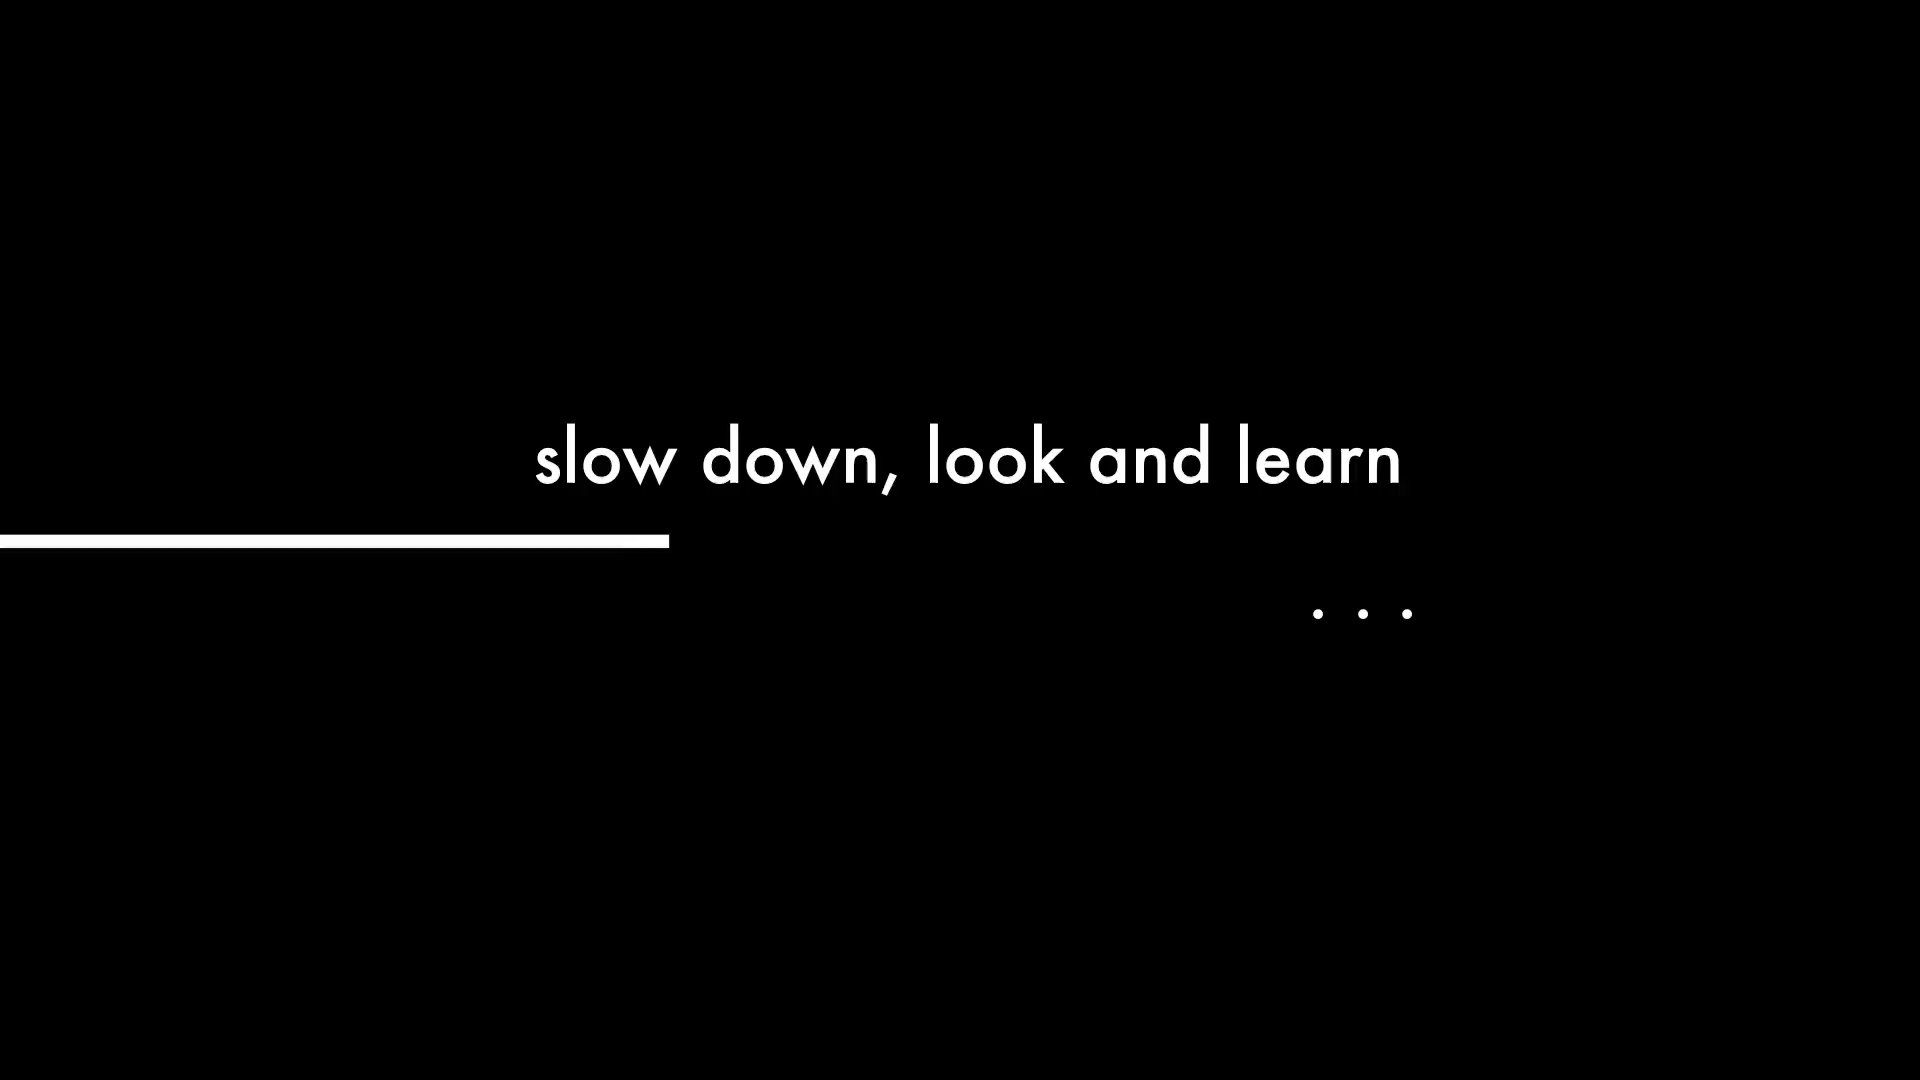 slow down, look and learn
. . .